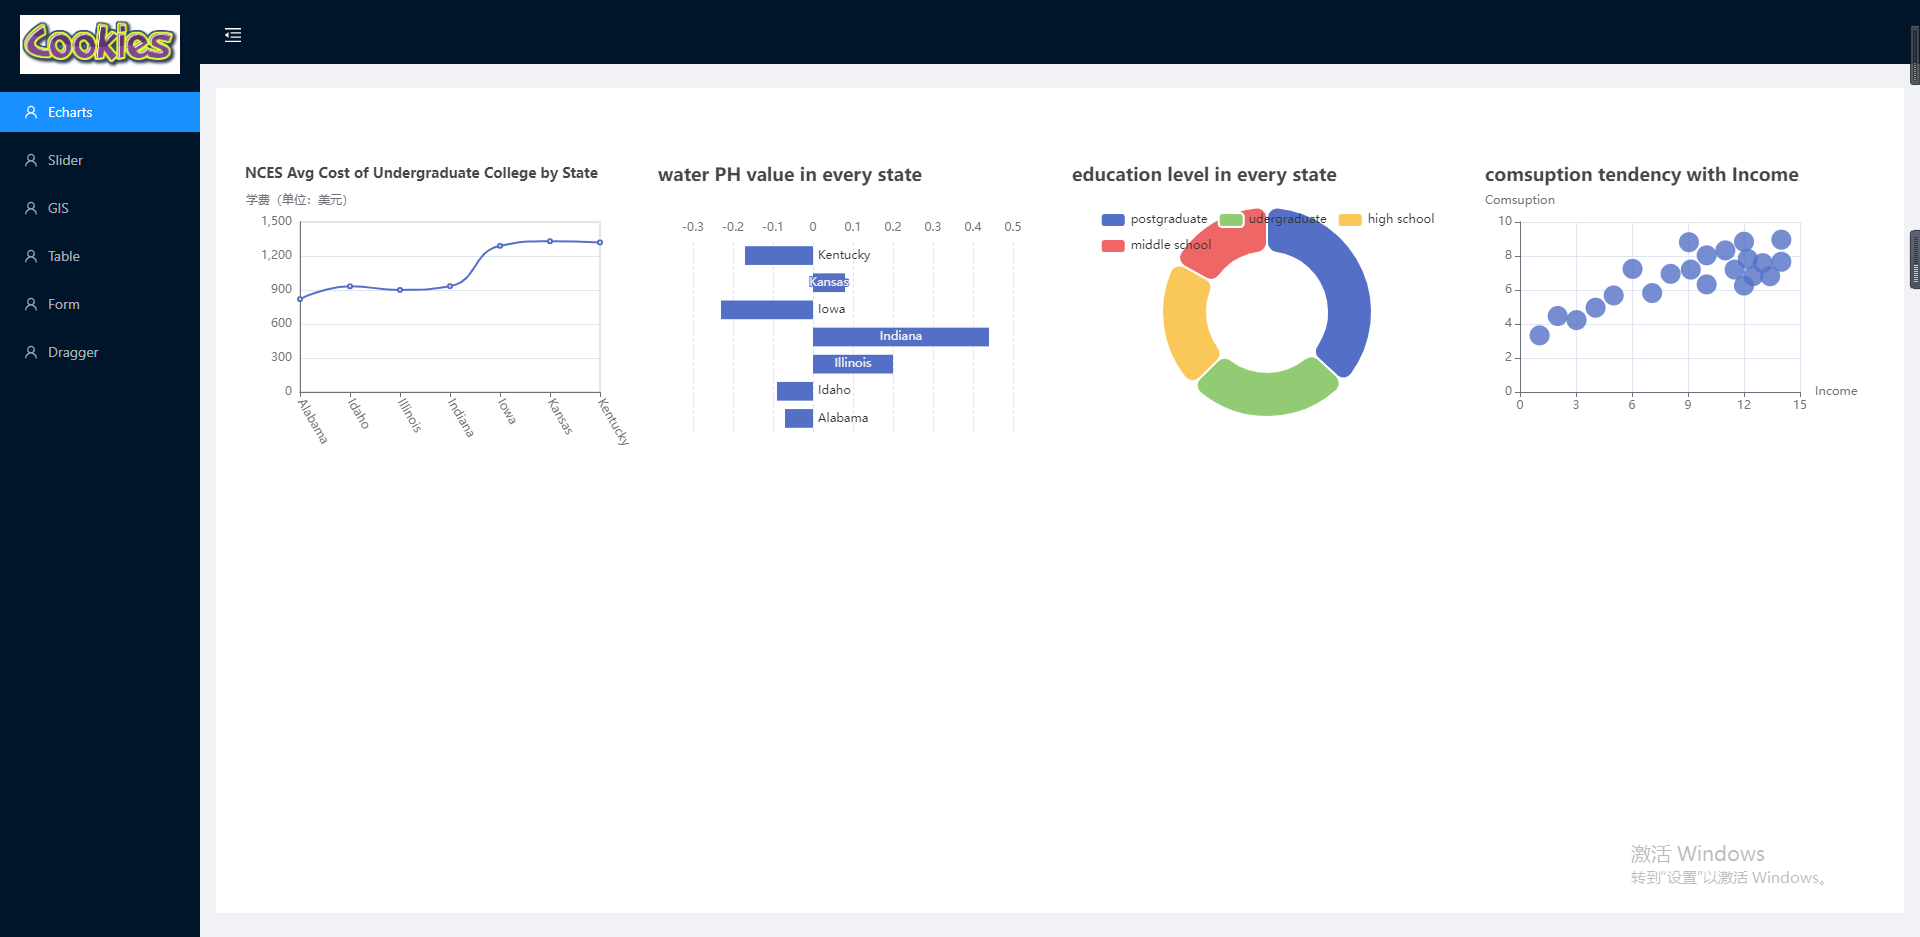 Cookies
Echarts
Slider
GIS
Table
Form
Dragger
NCES Avg Cost of Undergraduate College by State
学费（单位：美元）
1,500
1,200
900
600
300
0
Alabama
Idaho
Illinois
Indiana
Iowa
Kansas
Kentucky
water PH value in every state
-0.3 -0.2 -0.1 0 0.1 0.2 0.3 0.4 0.5
Kentucky
Kansas
Iowa
Indiana
Illinois
Idaho
Alabama
education level in every state
postgraduate udergraduate high school
middle school
comsuption tendency with Income
Comsuption
10
8
6
4
2
0
0 3 6 9 12 15
Income
激活 Windows
转到“设置”以激活 Windows。